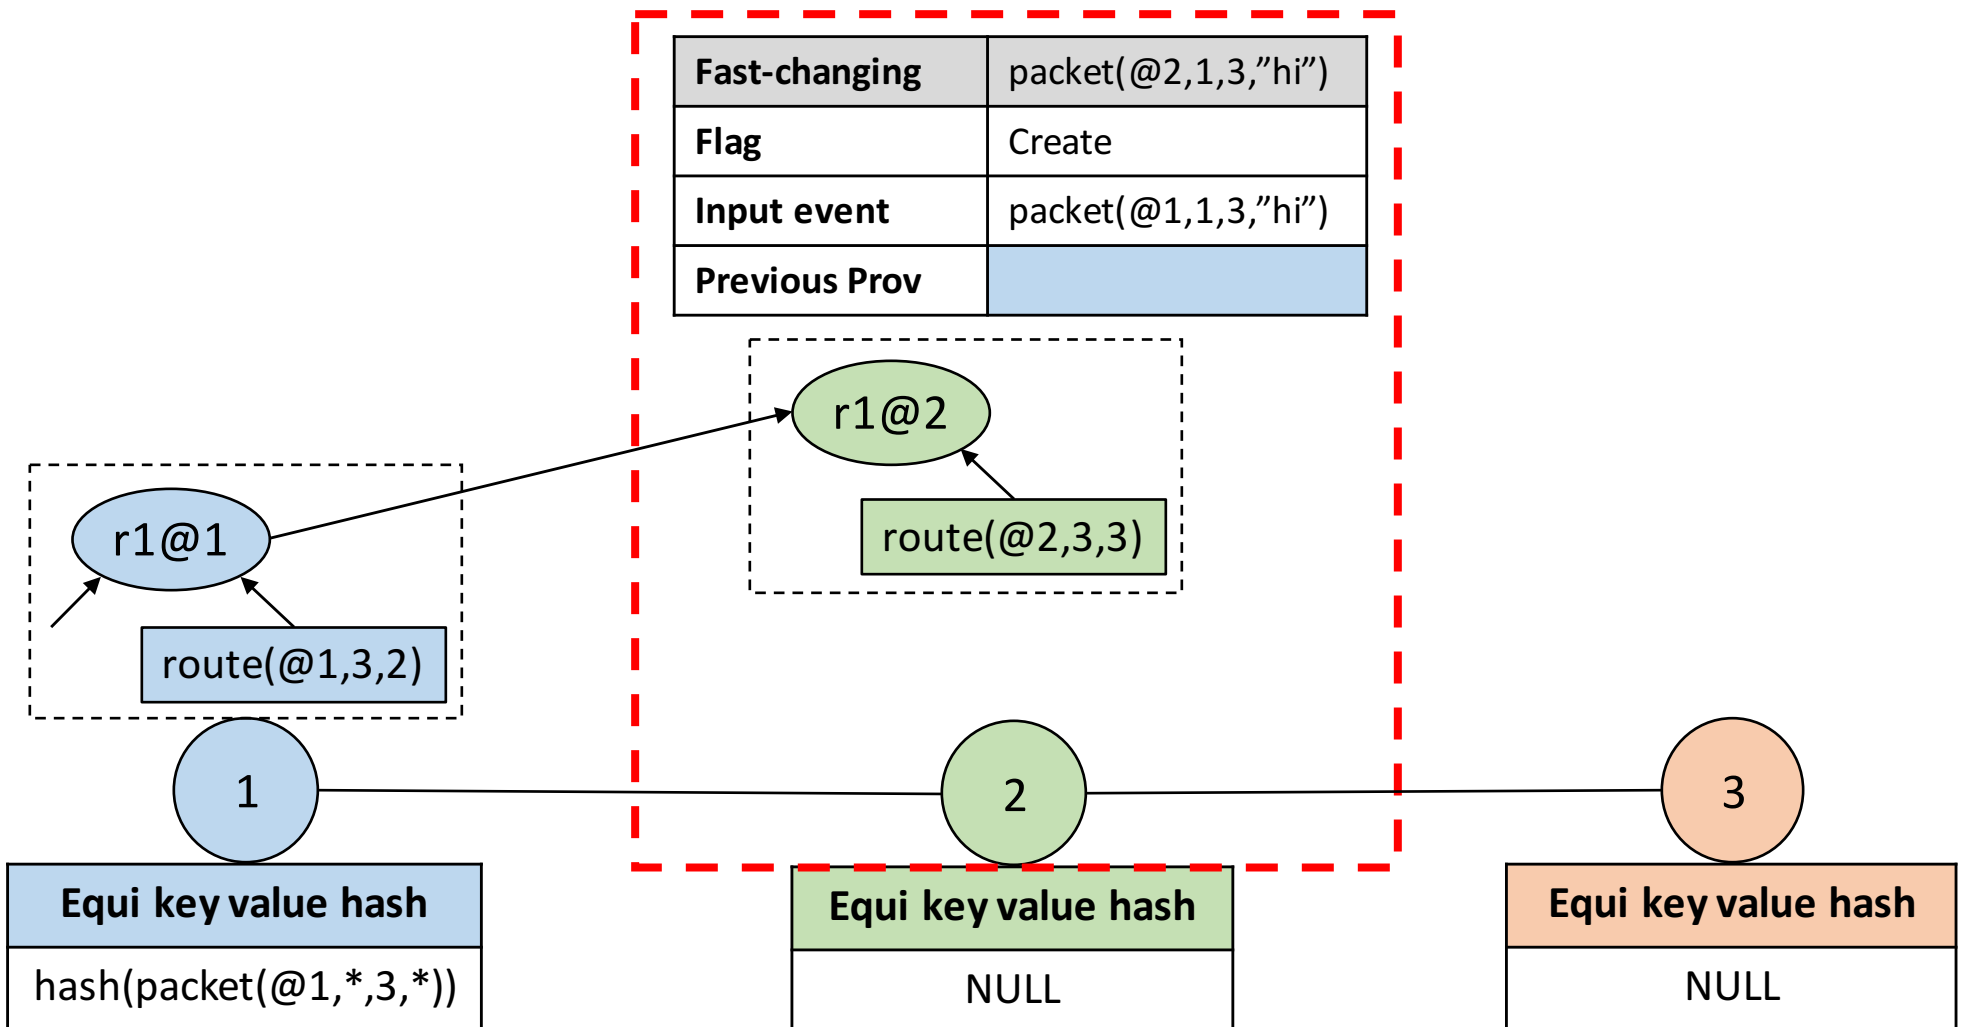 Fast-changing packet(@2,1,3,”hi”)
Flag Create
Input event packet(@1,1,3,”hi”)
Previous Prov
r1@2
route(@2,3,3)
r1@1
route(@1,3,2)
1
2
3
Equi key value hash
hash(packet(@1,*,3,*))
Equi key value hash
NULL
Equi key value hash
NULL